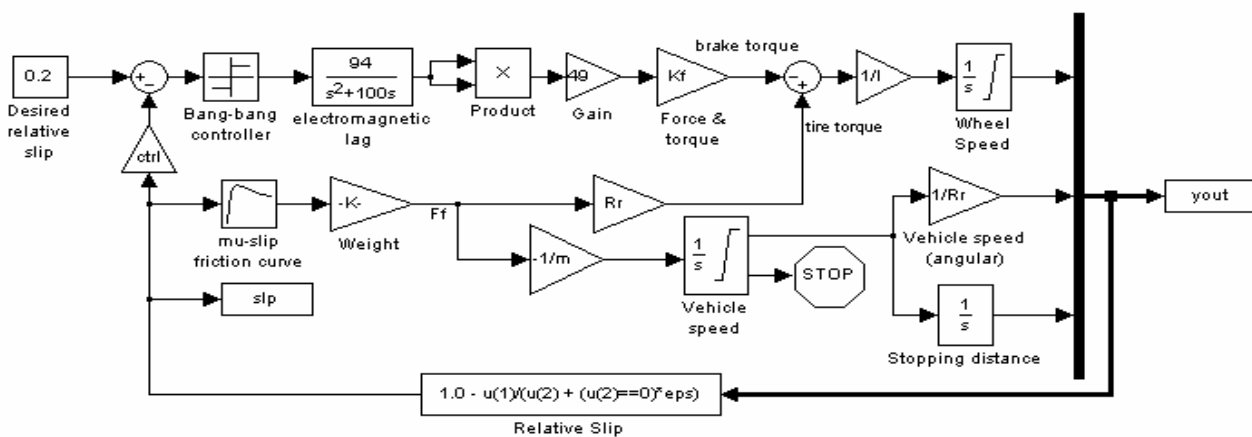 0.2
Desired
relative
slip
+
−
Bang-bang
controller
94
s²+100s
electromagnetic
lag
×
Product
49
Gain
Kf
Force &
torque
brake torque
−
+
tire torque
1/I
1
s
Wheel
Speed
ctrl
mu-slip
friction curve
-K-
Weight
Ff
Rr
-1/m
1
s
Vehicle
speed
STOP
1/Rr
Vehicle speed
(angular)
1
s
Stopping distance
yout
slp
1.0 - u(1)/(u(2) + (u(2)==0)*eps)
Relative Slip